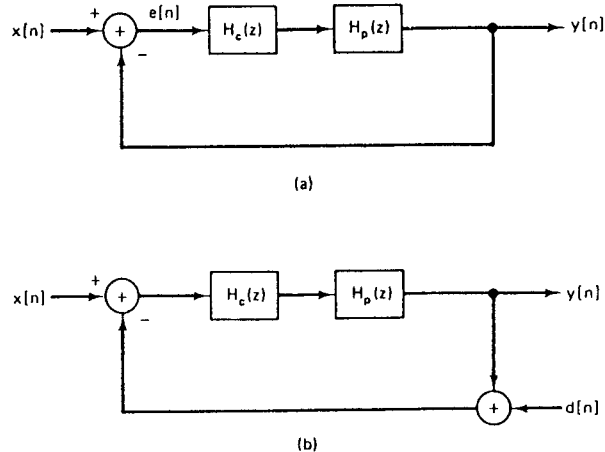 x[n] + + e[n] H_c(z) H_p(z) y[n]
−
(a)
x[n] + + H_c(z) H_p(z) y[n]
−
+ d[n]
(b)